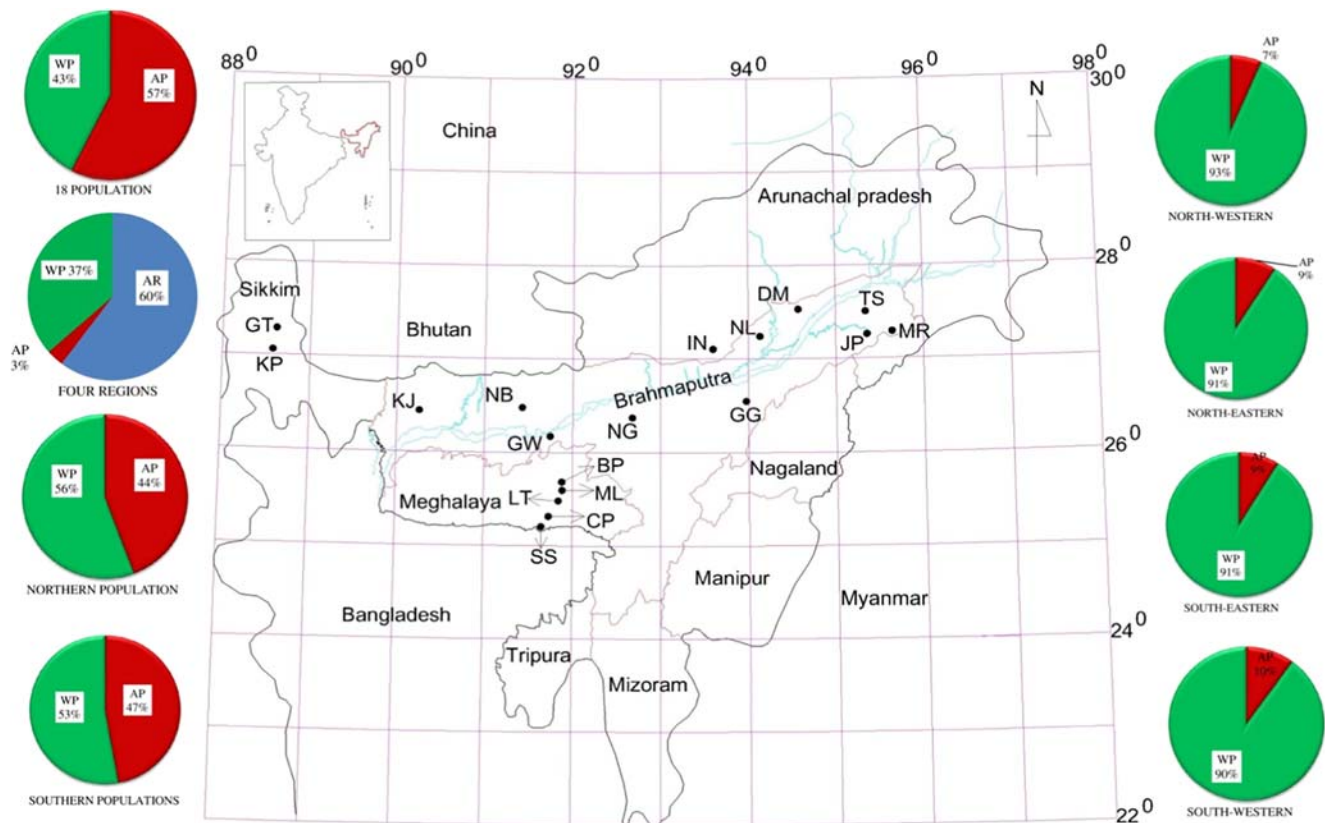 WP
43%
AP
57%
18 POPULATION
WP 37%
AR
60%
AP
3%
FOUR REGIONS
WP
56%
AP
44%
NORTHERN POPULATION
WP
53%
AP
47%
SOUTHERN POPULATIONS
88⁰
90⁰
92⁰
94⁰
96⁰
98⁰
30⁰
N
China
Arunachal pradesh
28⁰
Sikkim
GT
KP
Bhutan
DM
TS
IN
NL
JP
MR
KJ
NB
Brahmaputra
GW
NG
GG
26⁰
BP
Nagaland
Meghalaya
LT
ML
CP
SS
Manipur
Myanmar
Bangladesh
24⁰
Tripura
Mizoram
22⁰
AP
7%
WP
93%
NORTH-WESTERN
AP
9%
WP
91%
NORTH-EASTERN
AP
9%
WP
91%
SOUTH-EASTERN
AP
10%
WP
90%
SOUTH-WESTERN